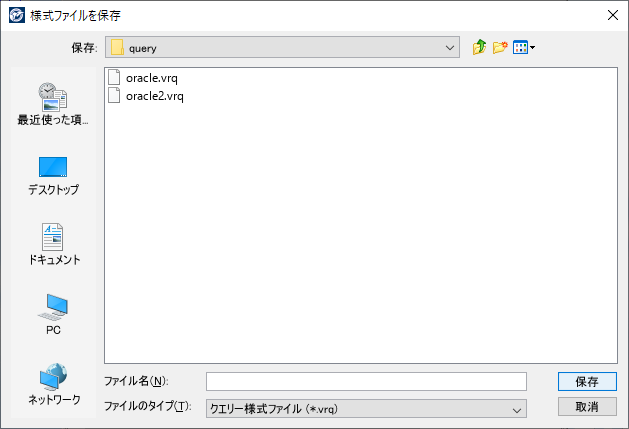 様式ファイルを保存
保存:
query
oracle.vrq
oracle2.vrq
最近使った項...
デスクトップ
ドキュメント
PC
ネットワーク
ファイル名(N):
保存
ファイルのタイプ(T):
クエリー様式ファイル (*.vrq)
取消